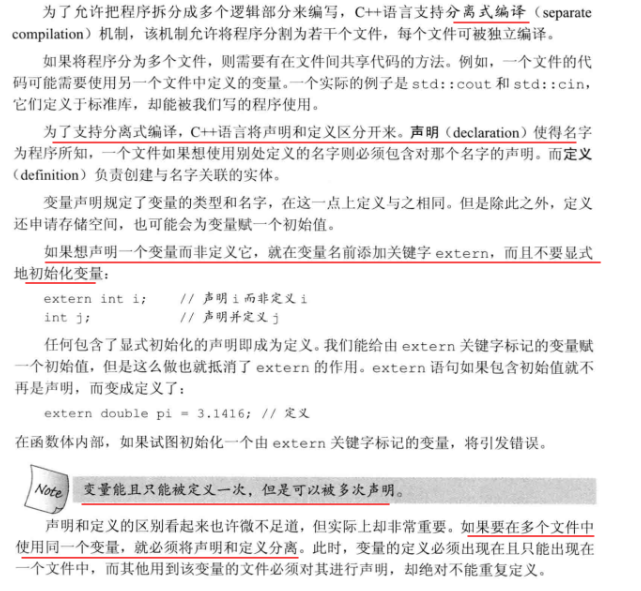 为了允许把程序拆分成多个逻辑部分来编写，C++语言支持分离式编译（separate
compilation）机制，该机制允许将程序分割为若干个文件，每个文件可被独立编译。
如果将程序分为多个文件，则需要有在文件间共享代码的方法。例如，一个文件的代
码可能需要使用另一个文件中定义的变量。一个实际的例子是 std::cout 和 std::cin，
它们定义于标准库，却能被我们写的程序使用。
为了支持分离式编译，C++语言将声明和定义区分开来。声明（declaration）使得名字
为程序所知，一个文件如果想使用别处定义的名字则必须包含对那个名字的声明。而定义
（definition）负责创建与名字关联的实体。
变量声明规定了变量的类型和名字，在这一点上定义与之相同。但是除此之外，定义
还申请存储空间，也可能会为变量赋一个初始值。
如果想声明一个变量而非定义它，就在变量名前添加关键字 extern，而且不要显式
地初始化变量：
extern int i; // 声明 i 而非定义 i
int j; // 声明并定义 j
任何包含了显式初始化的声明即成为定义。我们能给由 extern 关键字标记的变量赋
一个初始值，但是这么做也就抵消了 extern 的作用。extern 语句如果包含初始值就不
再是声明，而变成定义了：
extern double pi = 3.1416; // 定义
在函数体内部，如果试图初始化一个由 extern 关键字标记的变量，将引发错误。
Note 变量能且只能被定义一次，但是可以被多次声明。
声明和定义的区别看起来也许微不足道，但实际上却非常重要。如果要在多个文件中
使用同一个变量，就必须将声明和定义分离。此时，变量的定义必须出现在且只能出现在
一个文件中，而其他用到该变量的文件必须对其进行声明，却绝对不能重复定义。